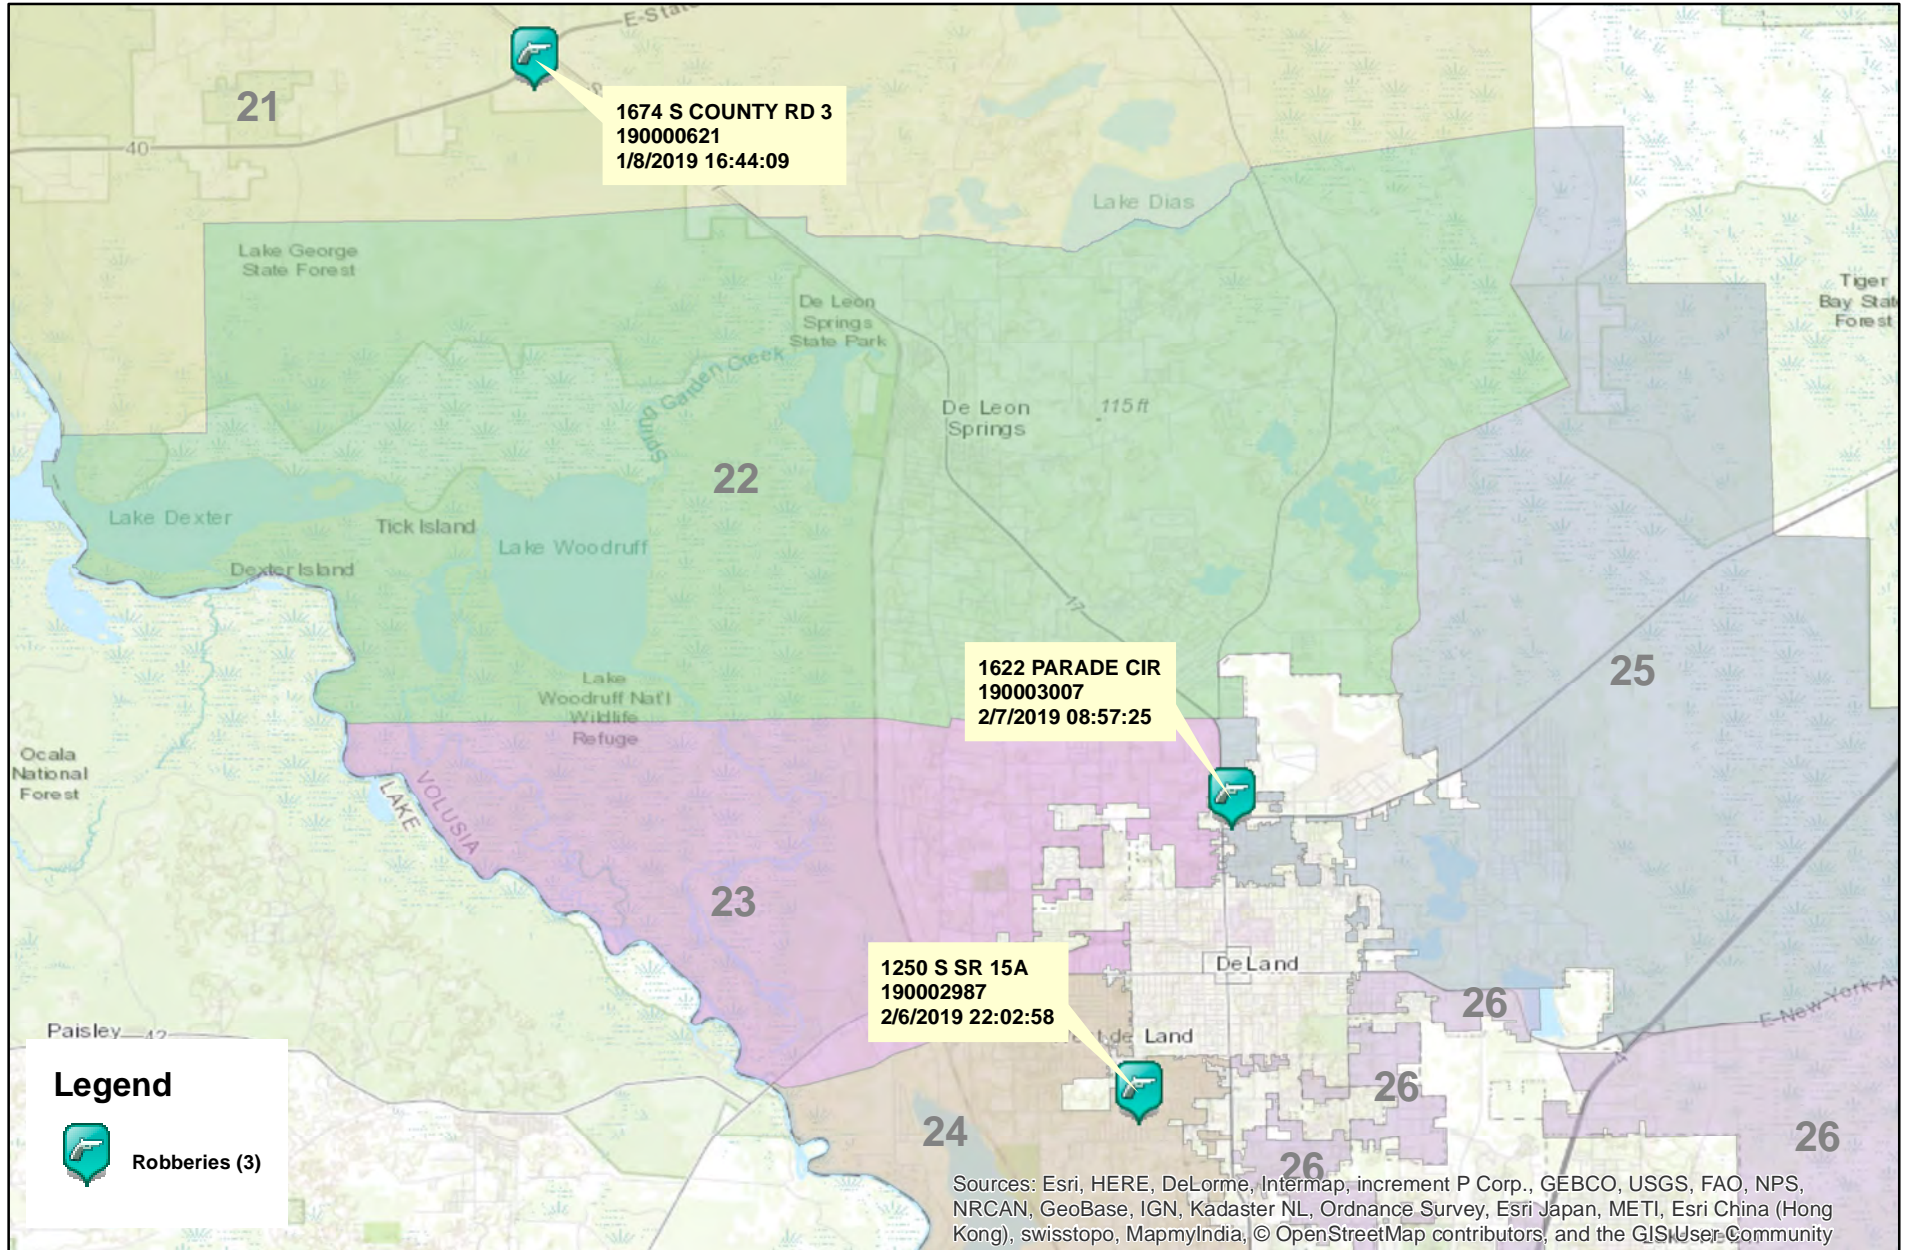 E-State
21
1674 S COUNTY RD 3
190000621
1/8/2019 16:44:09
40
Lake Dias
Lake George
State Forest
Tiger
Bay State
Forest
De Leon
Springs
State Park
Spring Garden Creek
De Leon
Springs
115 ft
22
Lake Dexter
Tick Island
Lake Woodruff
Dexter Island
17
1622 PARADE CIR
190003007
2/7/2019 08:57:25
25
Lake
Woodruff Nat'l
Wildlife
Refuge
Ocala
National
Forest
VOLUSIA
LAKE
23
1250 S SR 15A
190002987
2/6/2019 22:02:58
DeLand
26
E-New York Av
Paisley
42
de Land
4
Legend
Robberies (3)
24
26
26
26
Sources: Esri, HERE, DeLorme, Intermap, increment P Corp., GEBCO, USGS, FAO, NPS,
NRCAN, GeoBase, IGN, Kadaster NL, Ordnance Survey, Esri Japan, METI, Esri China (Hong
Kong), swisstopo, MapmyIndia, © OpenStreetMap contributors, and the GIS User Community